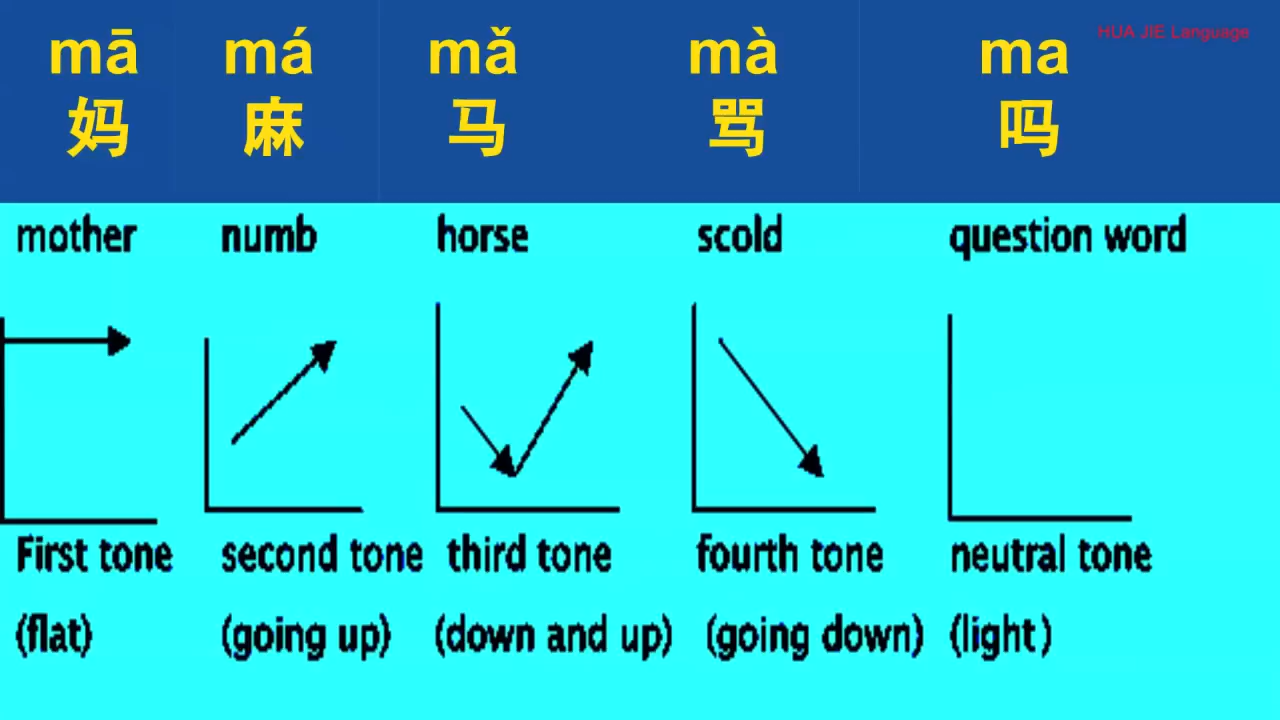 mā má mǎ mà ma
HUA JIE Language
妈 麻 马 骂 吗
mother numb horse scold question word
First tone second tone third tone fourth tone neutral tone
(flat) (going up) (down and up) (going down) (light)